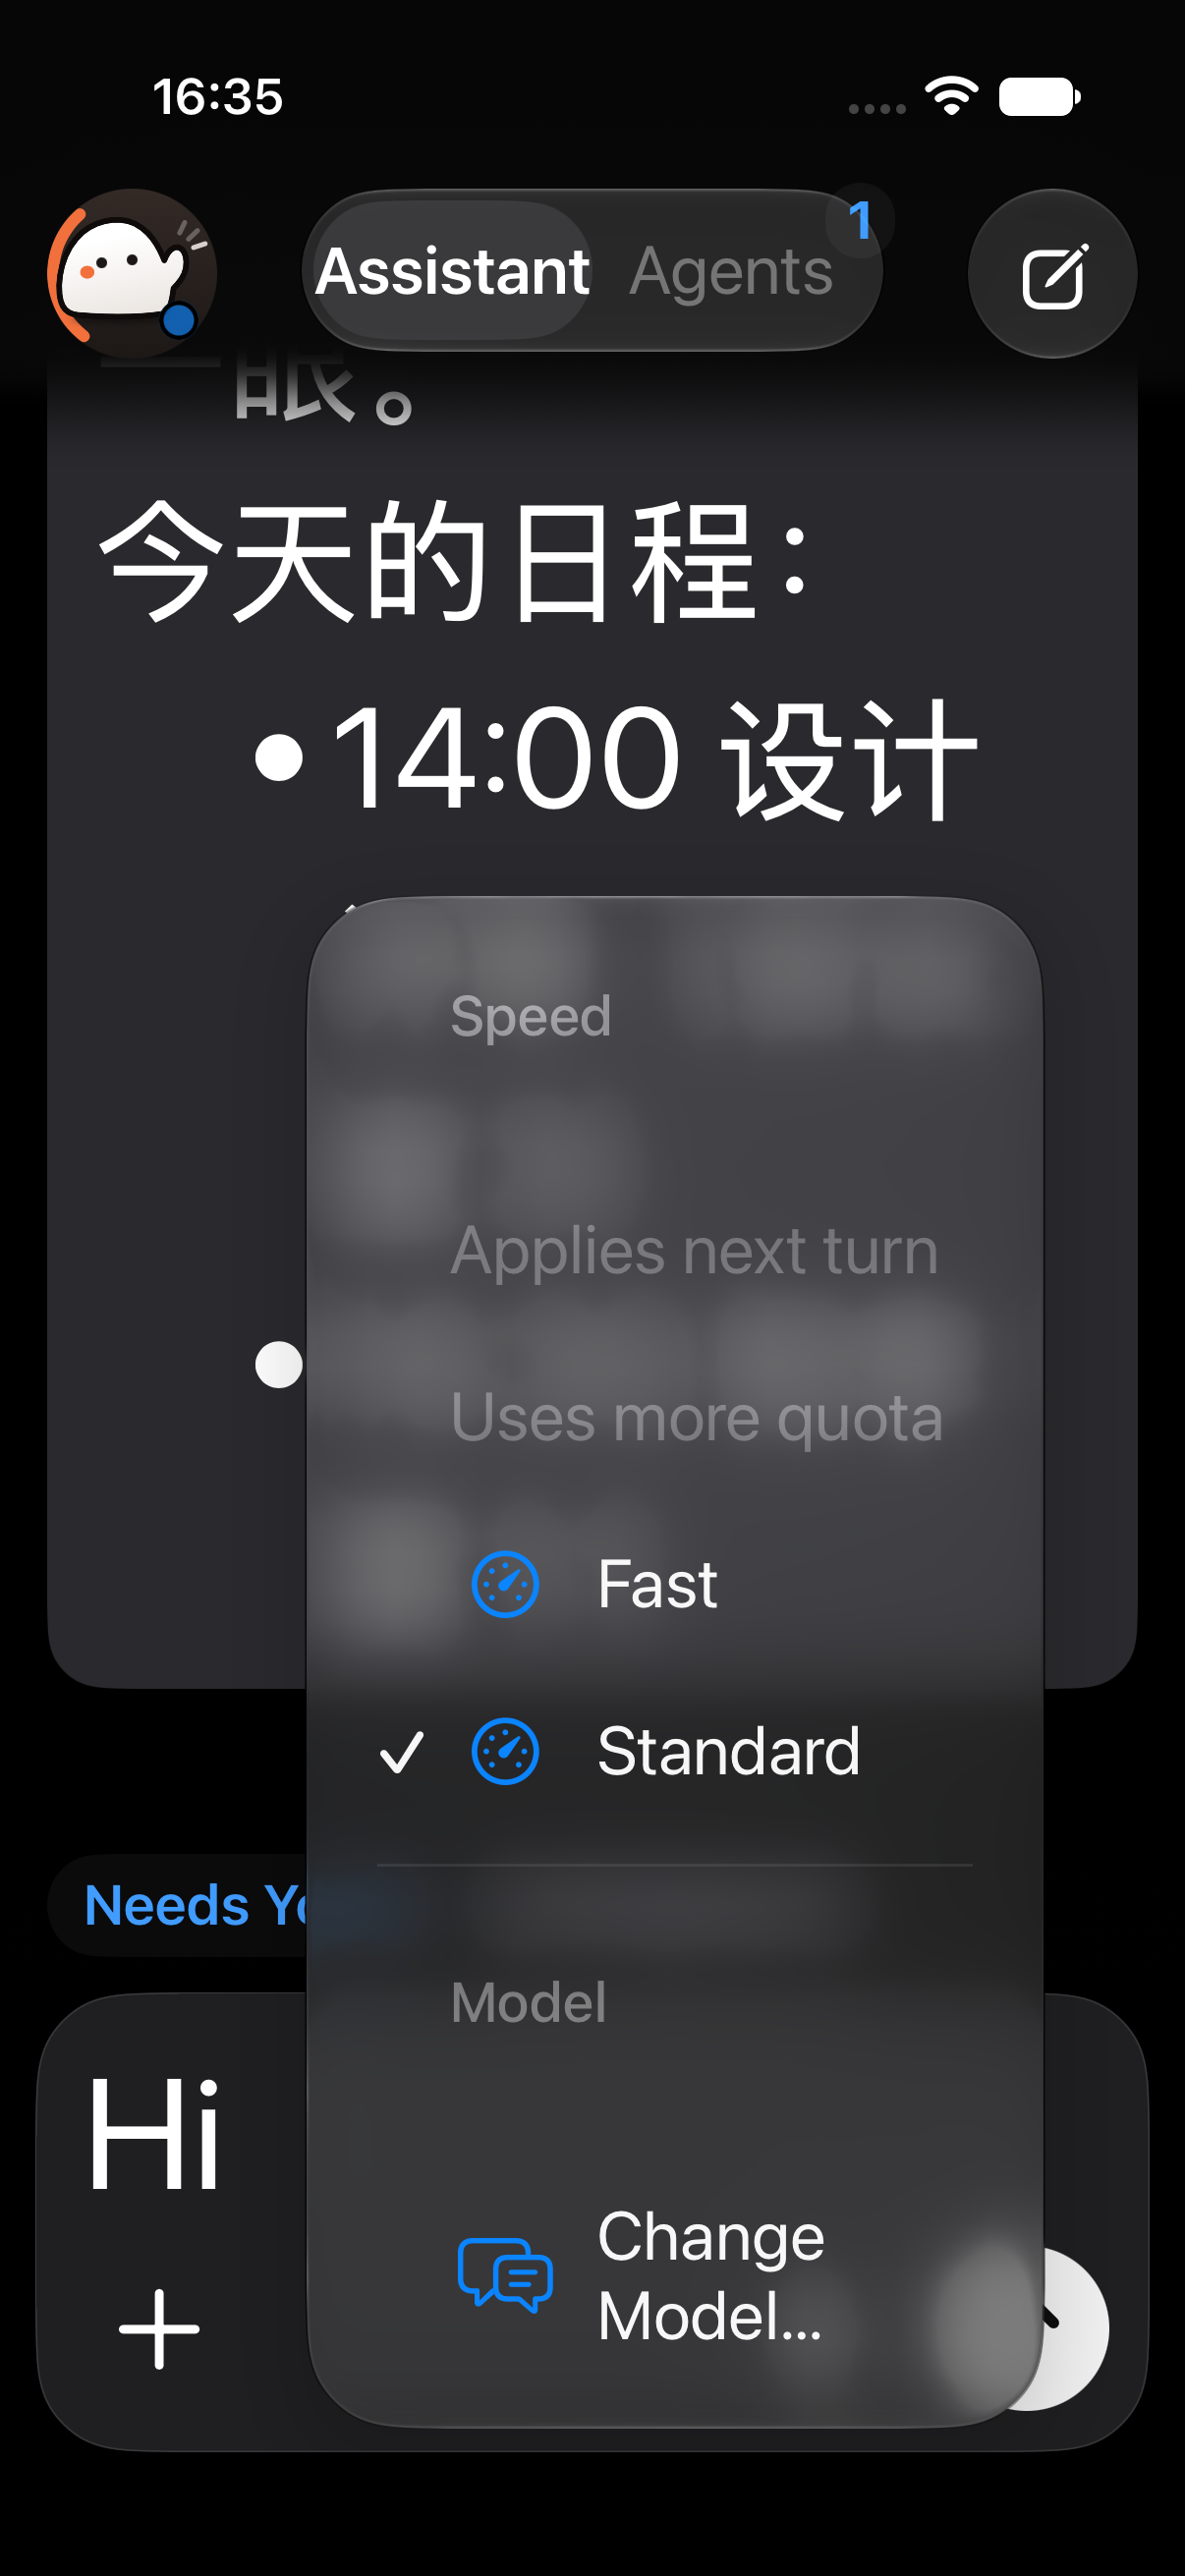 16:35
Assistant
Agents
1
眼。
今天的日程：
• 14:00 设计
Speed
Applies next turn
Uses more quota
Fast
Standard
Needs
Model
Hi
Change
Model...